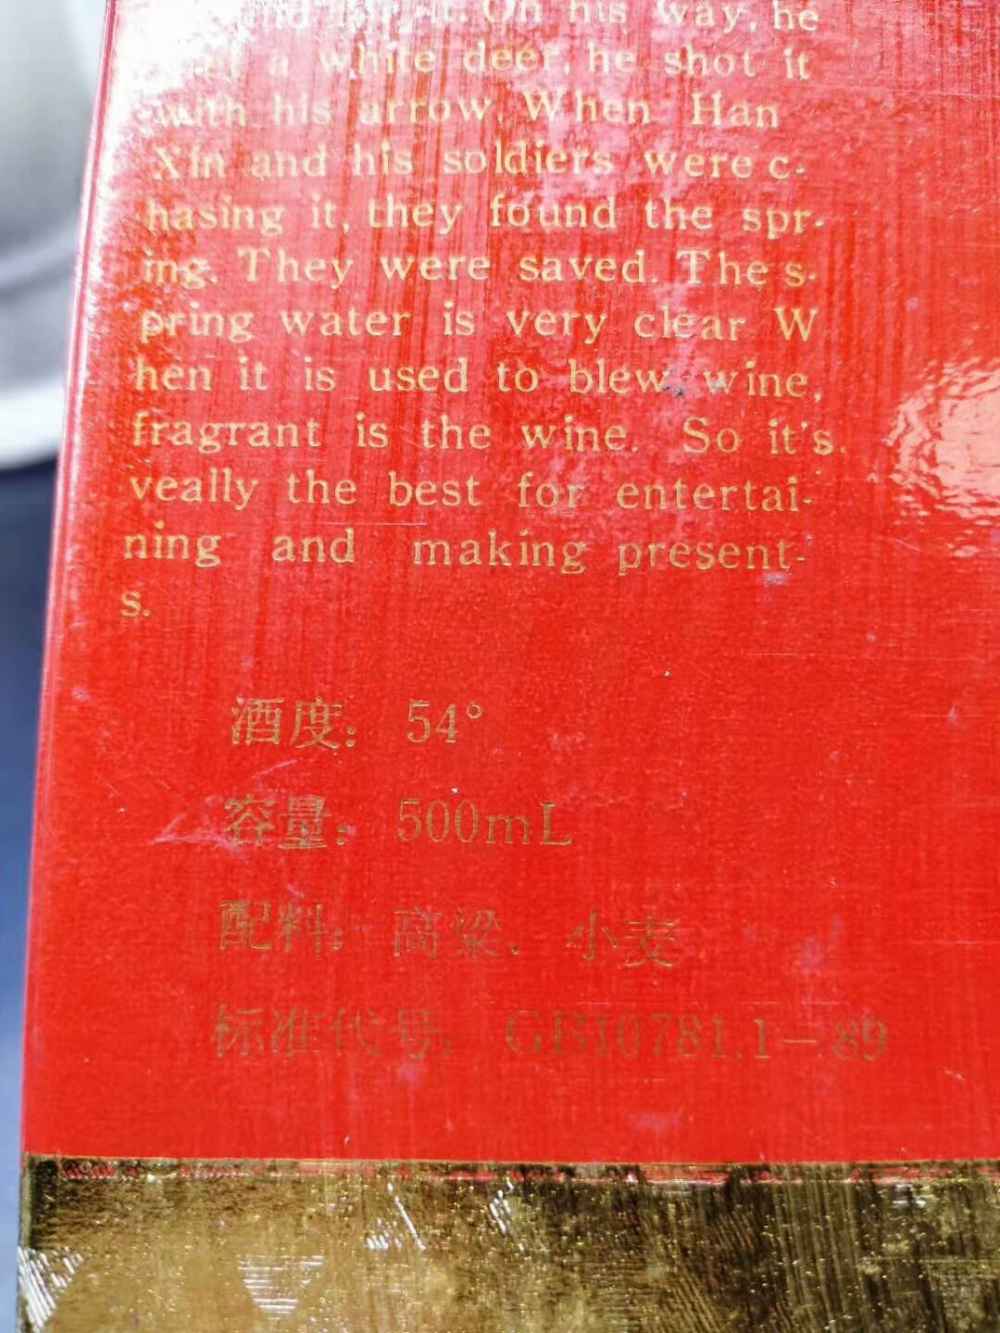 it. On his way, he
a white deer, he shot it
with his arrow. When Han
Xin and his soldiers were c-
hasing it, they found the spr-
ing. They were saved. The s-
pring water is very clear W
hen it is used to blew wine,
fragrant is the wine. So it's
veally the best for entertai-
ning and making present-
s.
酒度: 54°
容量: 500mL
配料: 高粱、小麦
标准代号: GB10781.1-89